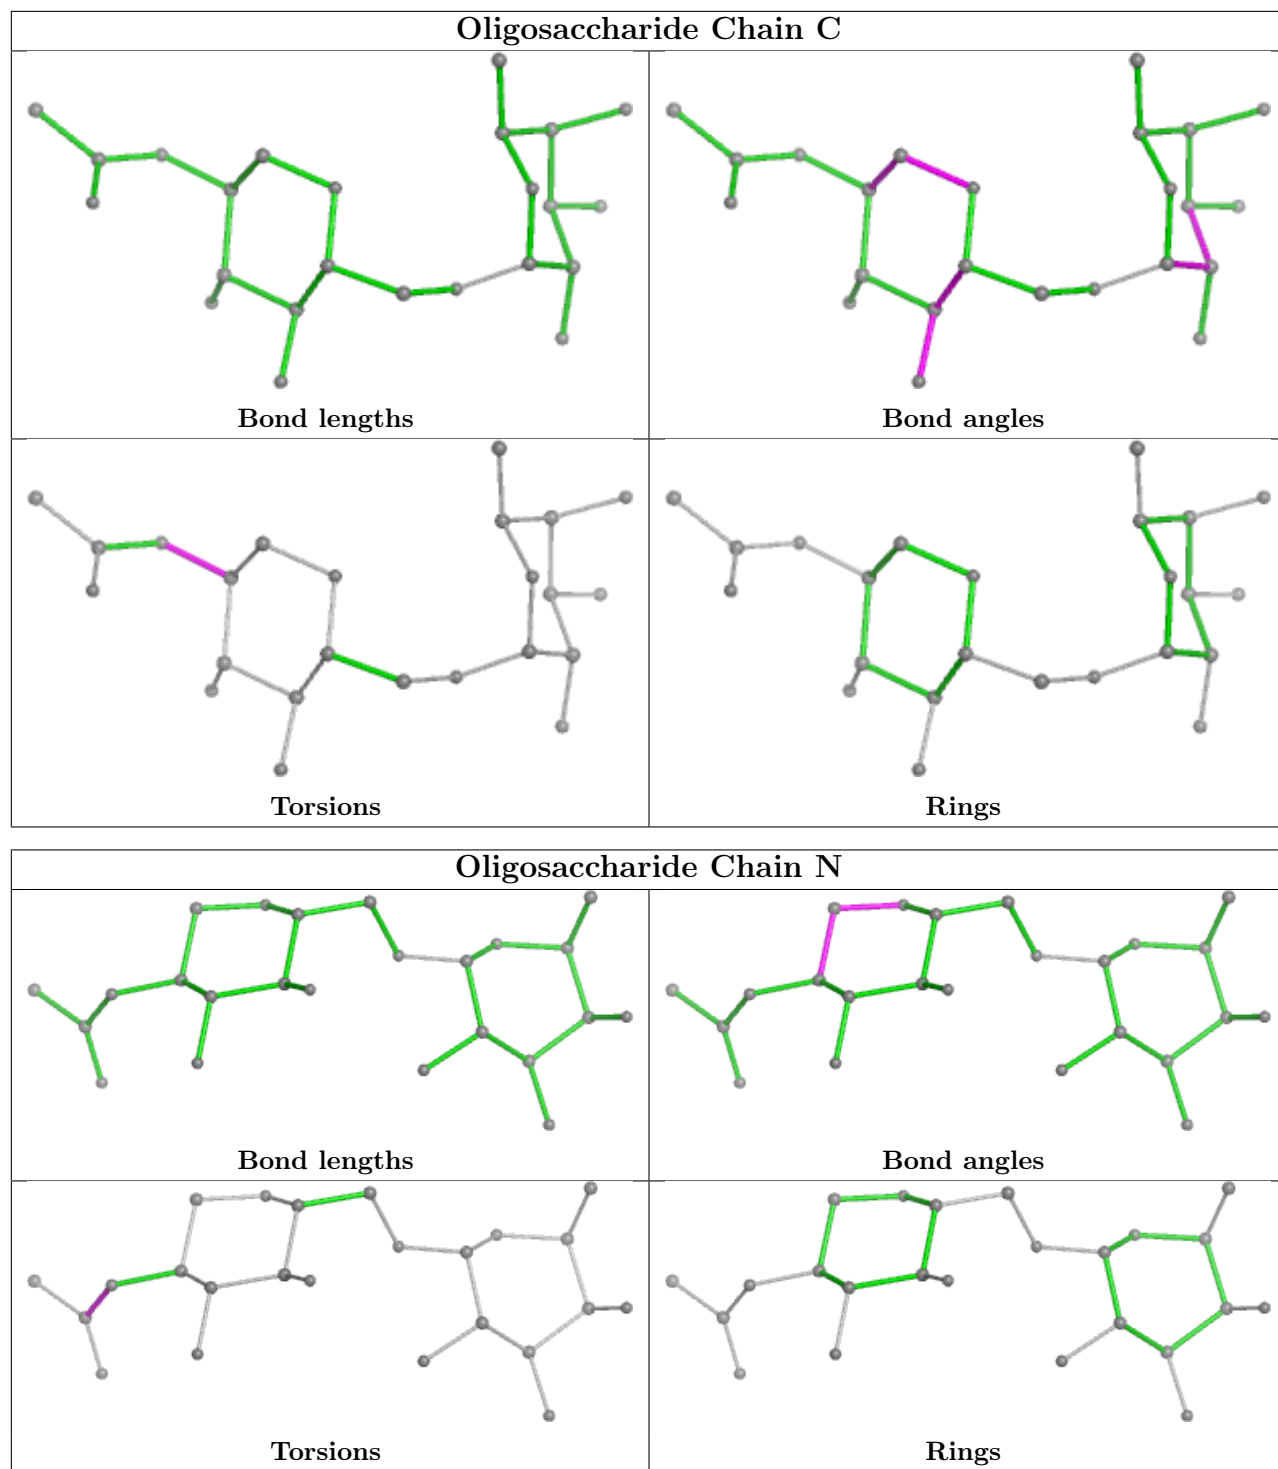 Oligosaccharide Chain C
Bond lengths
Bond angles
Torsions
Rings
Oligosaccharide Chain N
Bond lengths
Bond angles
Torsions
Rings